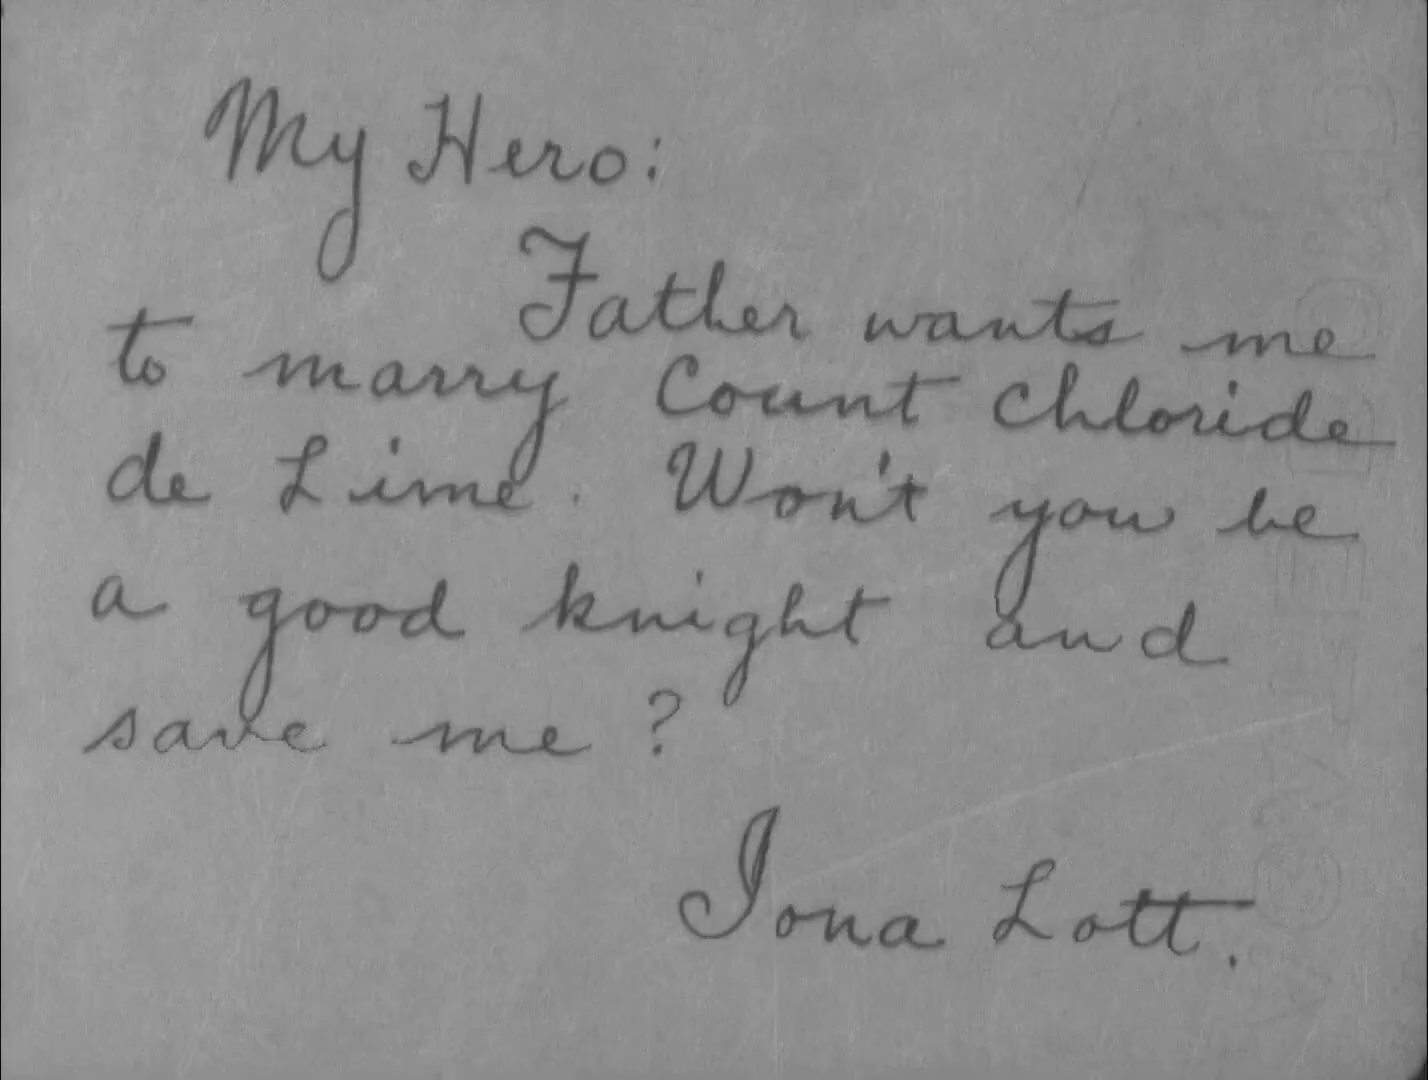 My Hero:
Father wants me
to marry Count Chloride
de Lime. Won't you be
a good knight and
save me?
Iona Lott.